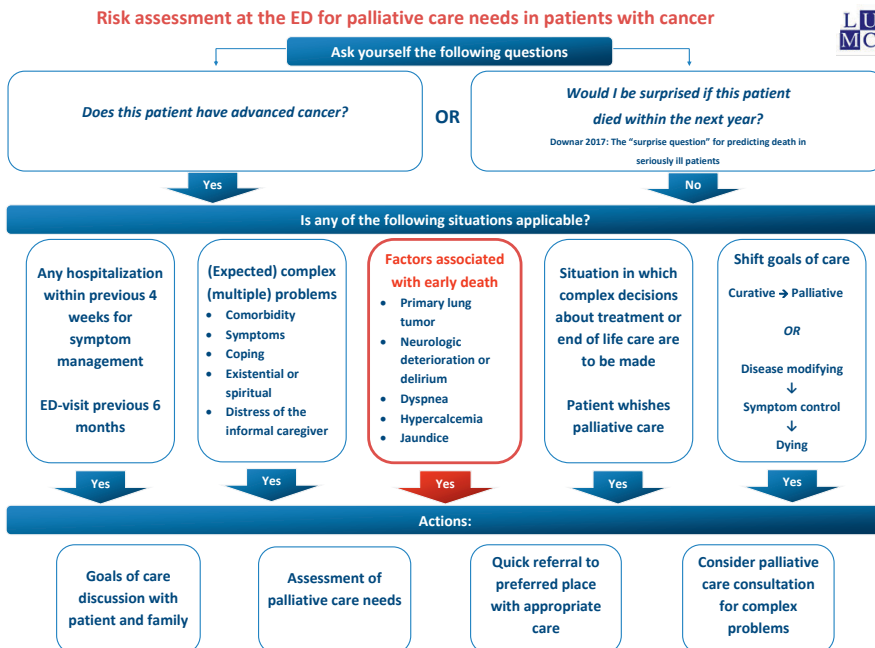 Risk assessment at the ED for palliative care needs in patients with cancer
L U
M C
Ask yourself the following questions
Does this patient have advanced cancer?
OR
Would I be surprised if this patient
died within the next year?
Downar 2017: The “surprise question” for predicting death in
seriously ill patients
Yes
No
Is any of the following situations applicable?
Any hospitalization
within previous 4
weeks for
symptom
management
ED-visit previous 6
months
(Expected) complex
(multiple) problems
• Comorbidity
• Symptoms
• Coping
• Existential or
spiritual
• Distress of the
informal caregiver
Factors associated
with early death
• Primary lung
tumor
• Neurologic
deterioration or
delirium
• Dyspnea
• Hypercalcemia
• Jaundice
Situation in which
complex decisions
about treatment or
end of life care are
to be made
Patient whishes
palliative care
Shift goals of care
Curative → Palliative
OR
Disease modifying
↓
Symptom control
↓
Dying
Yes
Yes
Yes
Yes
Yes
Actions:
Goals of care
discussion with
patient and family
Assessment of
palliative care needs
Quick referral to
preferred place
with appropriate
care
Consider palliative
care consultation
for complex
problems